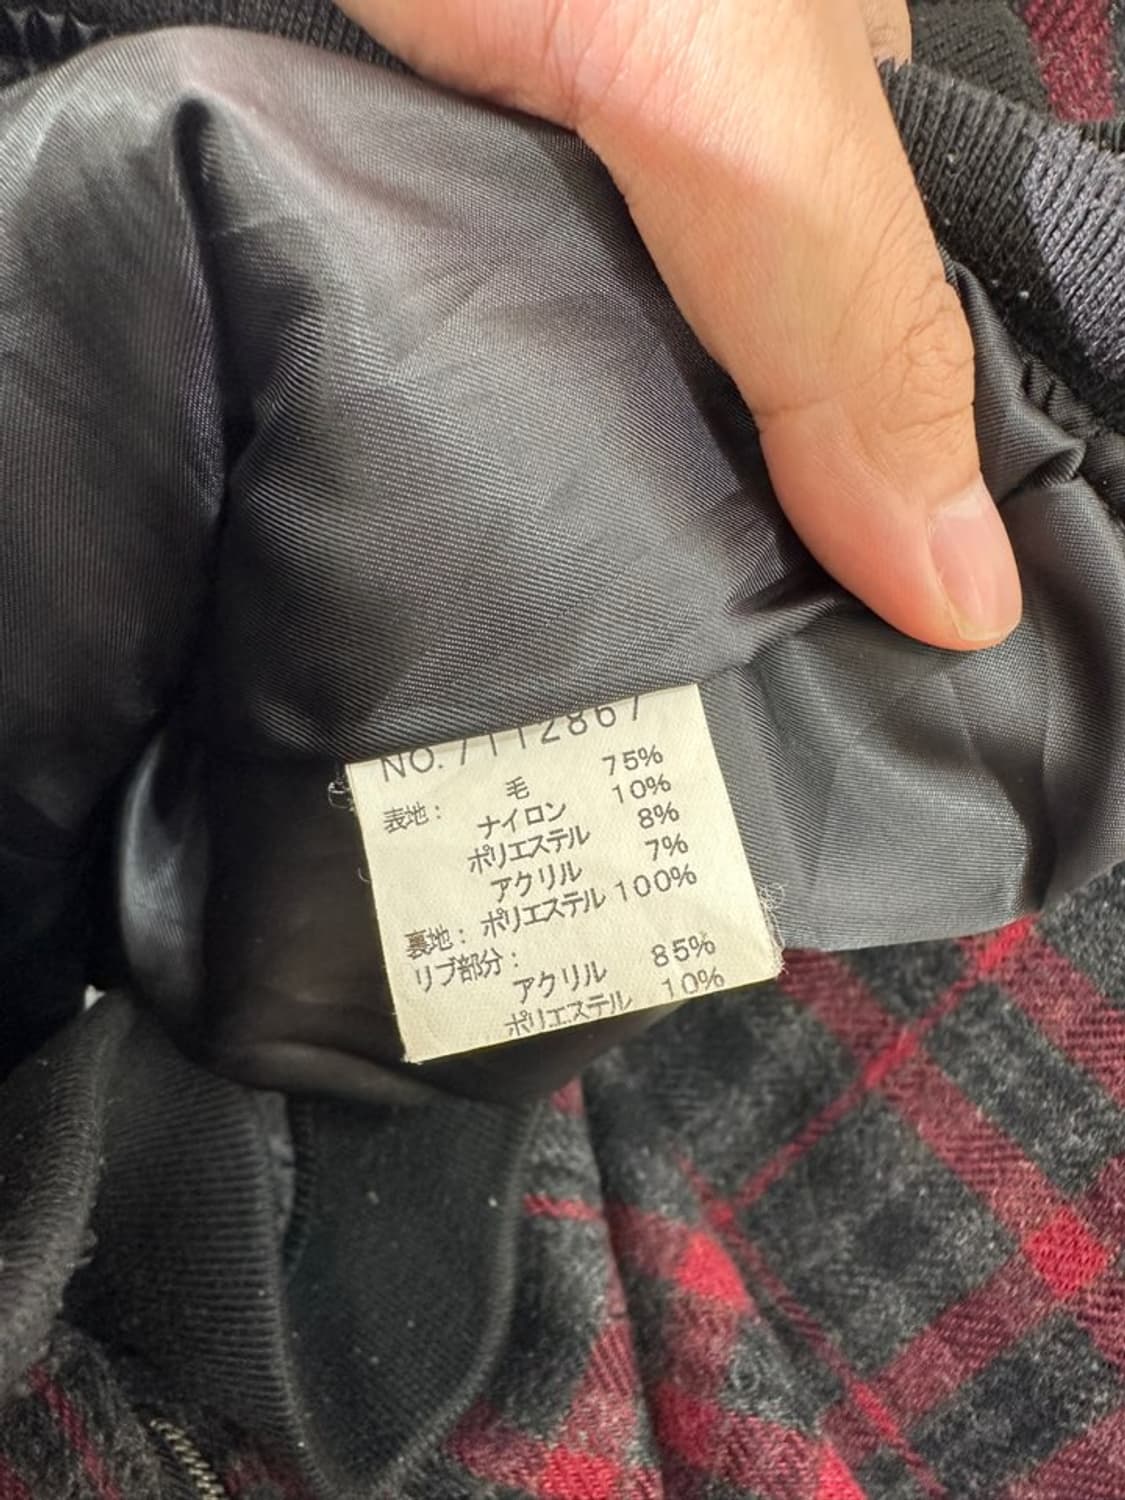 NO.7112867
表地： 毛 75%
ナイロン 10%
ポリエステル 8%
アクリル 7%
裏地： ポリエステル 100%
リブ部分：
アクリル 85%
ポリエステル 10%